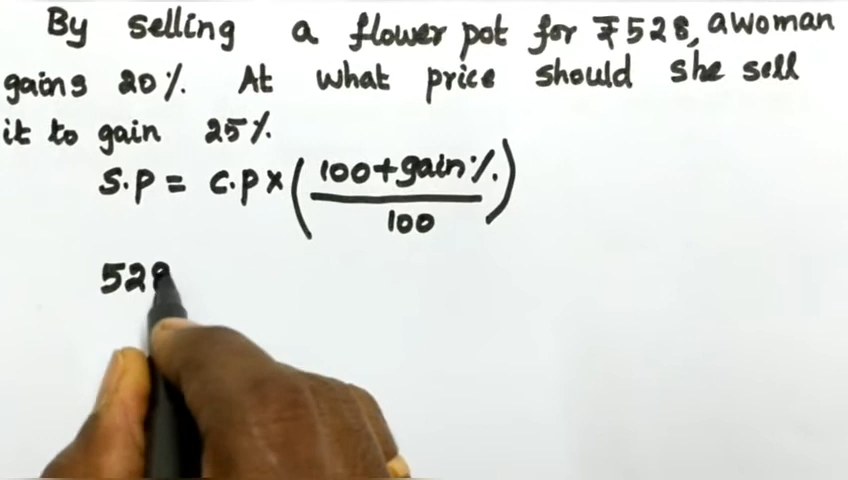 By selling a flower pot for ₹528, a woman
gains 20%. At what price should she sell
it to gain 25%.
S.P = C.P × (100+gain% / 100)
528